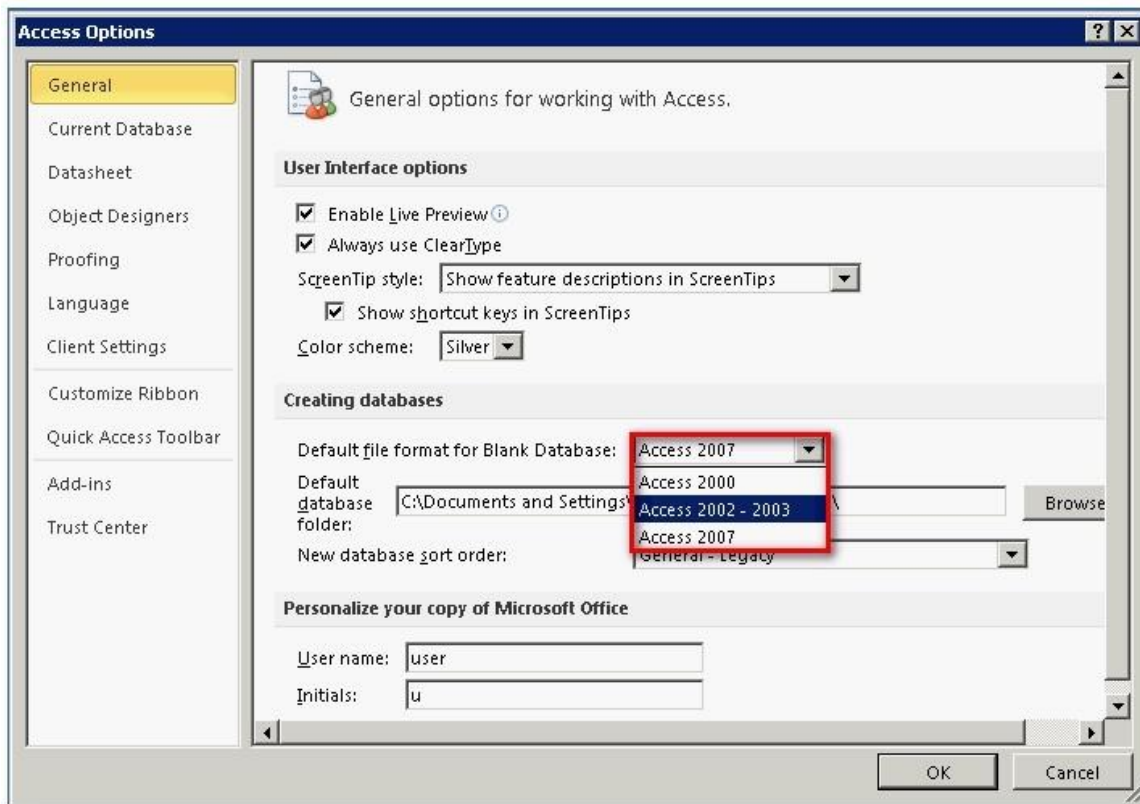 Access Options
General
Current Database
Datasheet
Object Designers
Proofing
Language
Client Settings
Customize Ribbon
Quick Access Toolbar
Add-ins
Trust Center
General options for working with Access.
User Interface options
Enable Live Preview
Always use ClearType
ScreenTip style: Show feature descriptions in ScreenTips
Show shortcut keys in ScreenTips
Color scheme: Silver
Creating databases
Default file format for Blank Database: Access 2007
Access 2000
Access 2002 - 2003
Access 2007
Default
database
folder:
C:\Documents and Settings\ \ Browse
New database sort order: General - Legacy
Personalize your copy of Microsoft Office
User name: user
Initials: u
OK Cancel